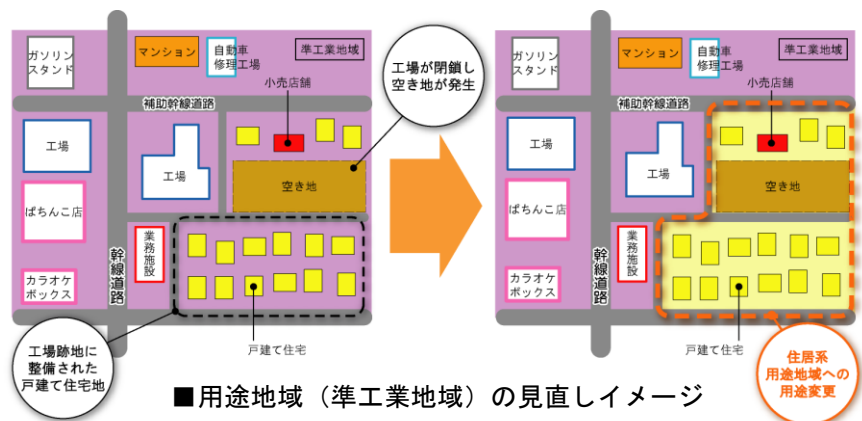 ガソリン
スタンド
マンション
自動車
修理工場
準工業地域
小売店舗
工場が閉鎖し
空き地が発生
補助幹線道路
工場
工場
空き地
ぱちんこ店
業務施設
幹線道路
カラオケ
ボックス
工場跡地に
整備された
戸建て住宅地
戸建て住宅
ガソリン
スタンド
マンション
自動車
修理工場
準工業地域
小売店舗
補助幹線道路
工場
工場
空き地
ぱちんこ店
業務施設
幹線道路
カラオケ
ボックス
戸建て住宅
住居系
用途地域への
用途変更
■用途地域（準工業地域）の見直しイメージ